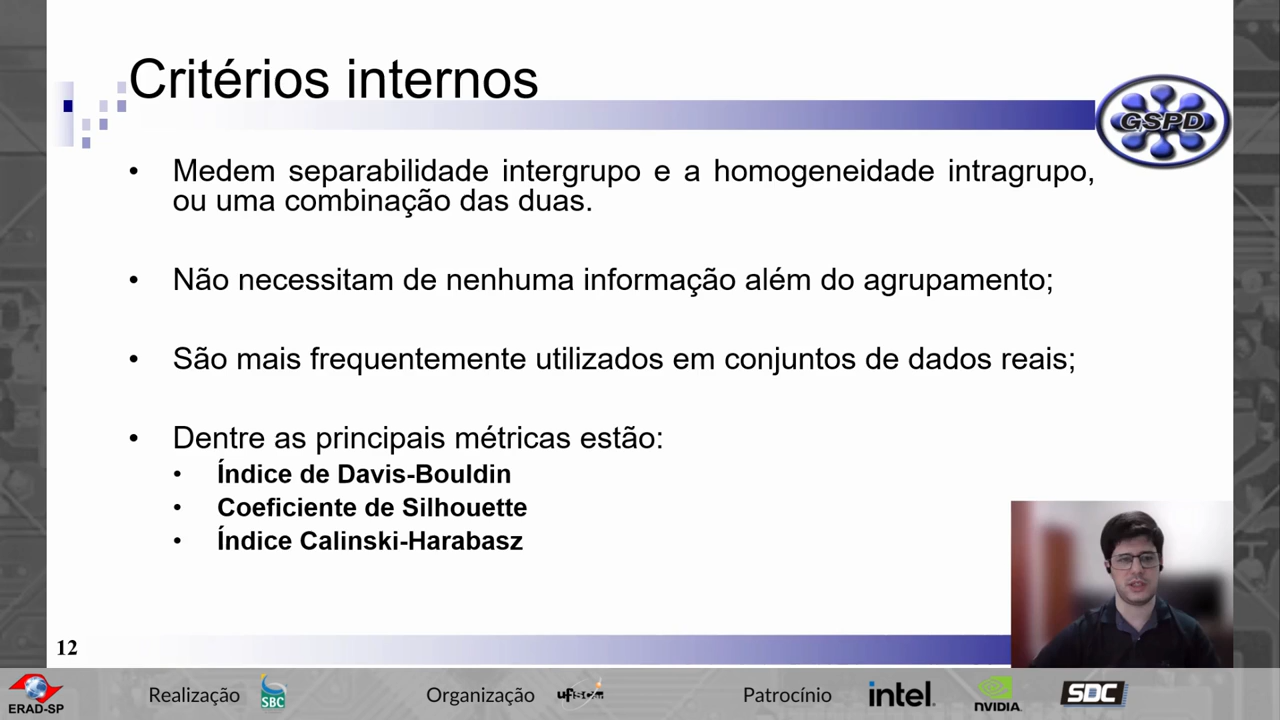 Critérios internos
GSPD
• Medem separabilidade intergrupo e a homogeneidade intragrupo,
ou uma combinação das duas.
• Não necessitam de nenhuma informação além do agrupamento;
• São mais frequentemente utilizados em conjuntos de dados reais;
• Dentre as principais métricas estão:
• Índice de Davis-Bouldin
• Coeficiente de Silhouette
• Índice Calinski-Harabasz
12
ERAD-SP
Realização
SBC
Organização
ufscar
Patrocínio
intel.
NVIDIA.
SDC